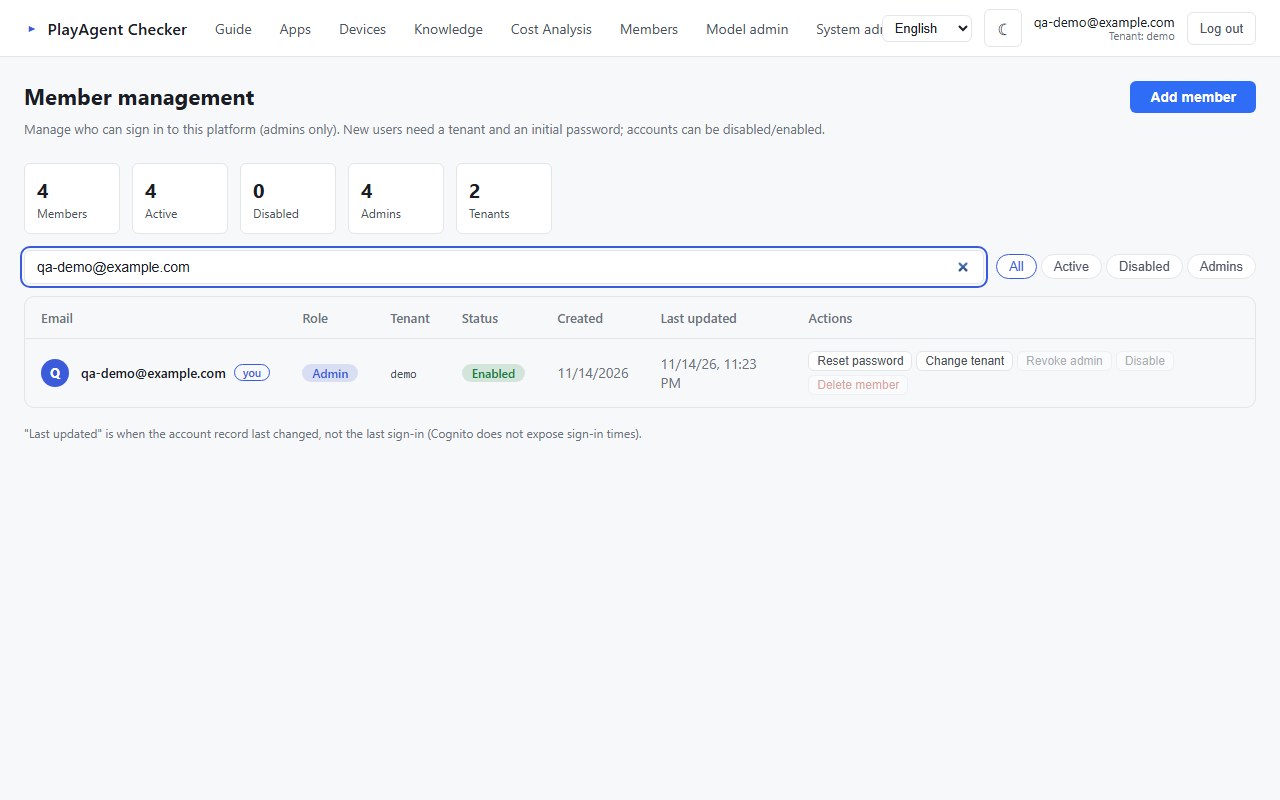 PlayAgent Checker Guide Apps Devices Knowledge Cost Analysis Members Model admin System adr English qa-demo@example.com Log out
Tenant: demo
Member management Add member
Manage who can sign in to this platform (admins only). New users need a tenant and an initial password; accounts can be disabled/enabled.
4 4 0 4 2
Members Active Disabled Admins Tenants
qa-demo@example.com All Active Disabled Admins
Email Role Tenant Status Created Last updated Actions
Q qa-demo@example.com you Admin demo Enabled 11/14/2026 11/14/26, 11:23 PM Reset password Change tenant Revoke admin Disable
Delete member
"Last updated" is when the account record last changed, not the last sign-in (Cognito does not expose sign-in times).